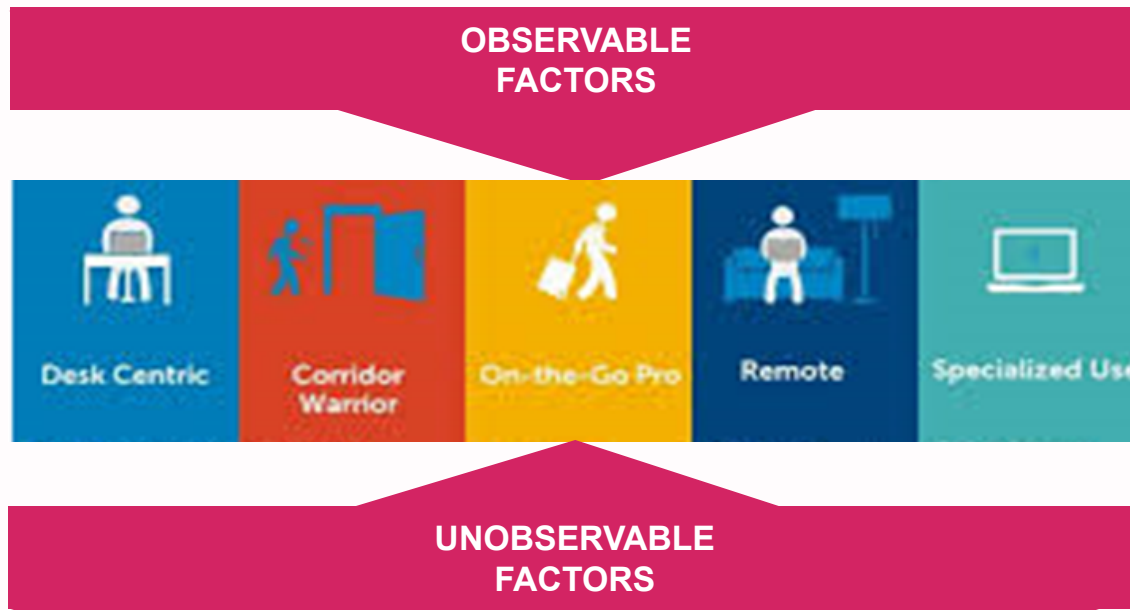 OBSERVABLE
FACTORS
Desk Centric
Corridor
Warrior
On-the-Go Pro
Remote
Specialized Use
UNOBSERVABLE
FACTORS